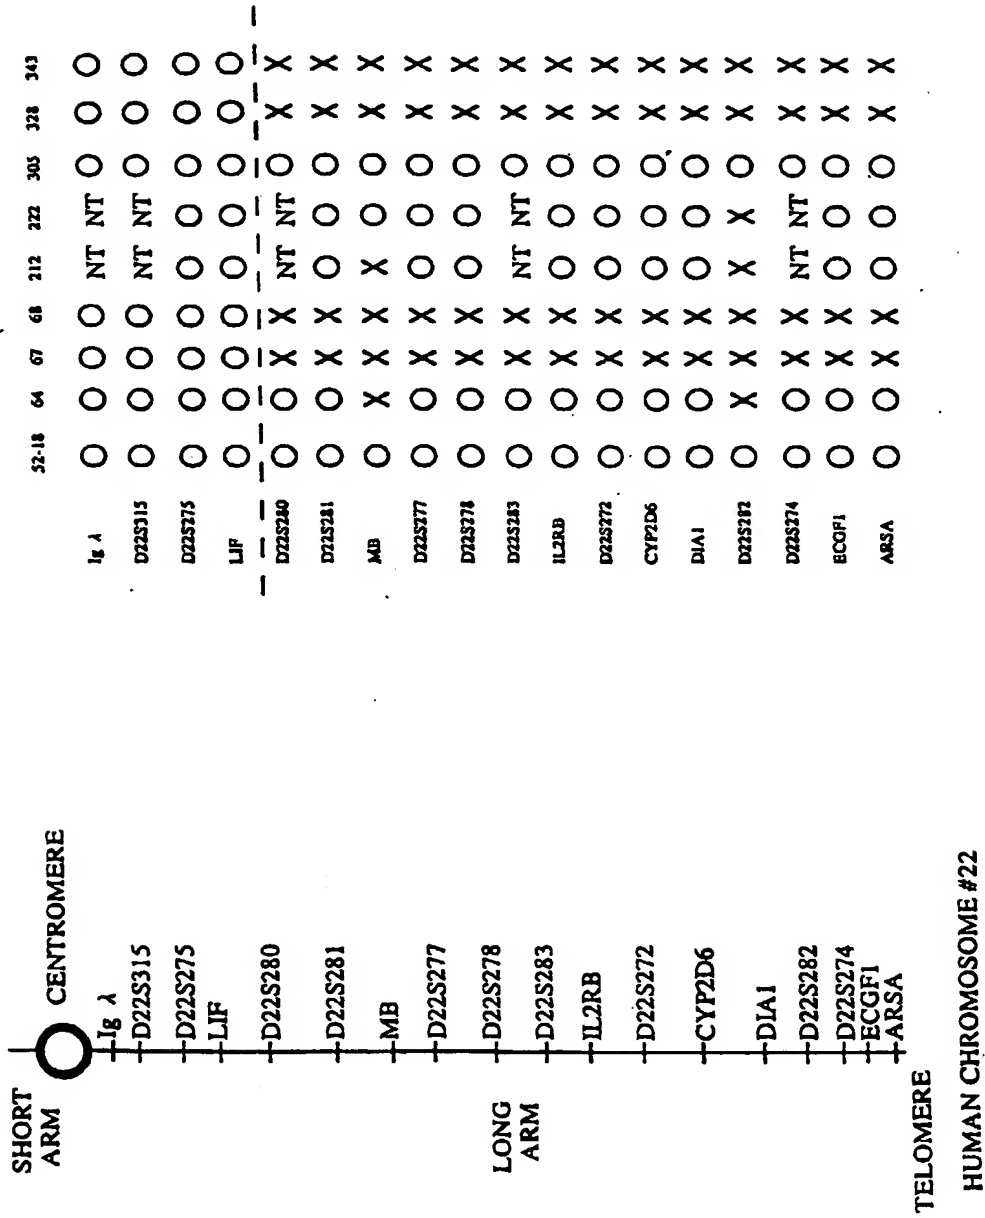 52-18 64 67 68 212 222 305 328 343
Ig λ O O O O NT NT O O O
D22S315 O O O O NT NT O O O
D22S275 O O O O O O O O O
LIF O O O O O O O O O
D22S280 O O X X NT NT O X X
D22S281 O O X X O O O X X
MB O X X X X O O X X
D22S277 O O X X O O O X X
D22S278 O O X X O O O X X
D22S283 O O X X NT NT O X X
IL2RB O O X X O O O X X
D22S272 O O X X O O O X X
CYP2D6 O O X X O O O X X
DIA1 O O X X O O O X X
D22S282 O X X X X X O X X
D22S274 O O X X NT NT O X X
ECGF1 O O X X O O O X X
ARSA O O X X O O O X X
SHORT
ARM
CENTROMERE
Ig λ
D22S315
D22S275
LIF
D22S280
D22S281
MB
D22S277
D22S278
D22S283
IL2RB
D22S272
CYP2D6
DIA1
D22S282
D22S274
ECGF1
ARSA
LONG
ARM
TELOMERE
HUMAN CHROMOSOME #22